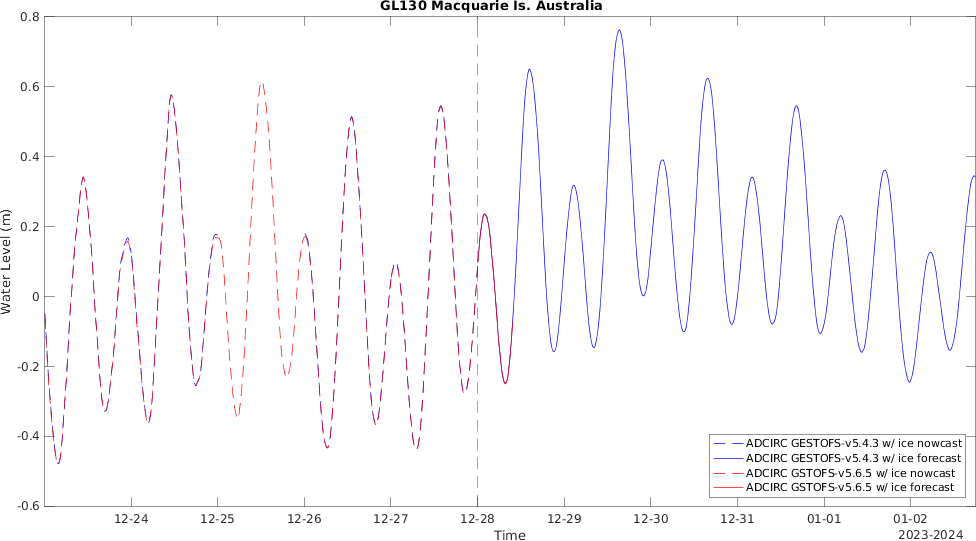 GL130 Macquarie Is. Australia
0.8
0.6
0.4
0.2
0
-0.2
-0.4
-0.6
Water Level (m)
12-24
12-25
12-26
12-27
12-28
12-29
12-30
12-31
01-01
01-02
Time
2023-2024
ADCIRC GESTOFS-v5.4.3 w/ ice nowcast
ADCIRC GESTOFS-v5.4.3 w/ ice forecast
ADCIRC GSTOFS-v5.6.5 w/ ice nowcast
ADCIRC GSTOFS-v5.6.5 w/ ice forecast